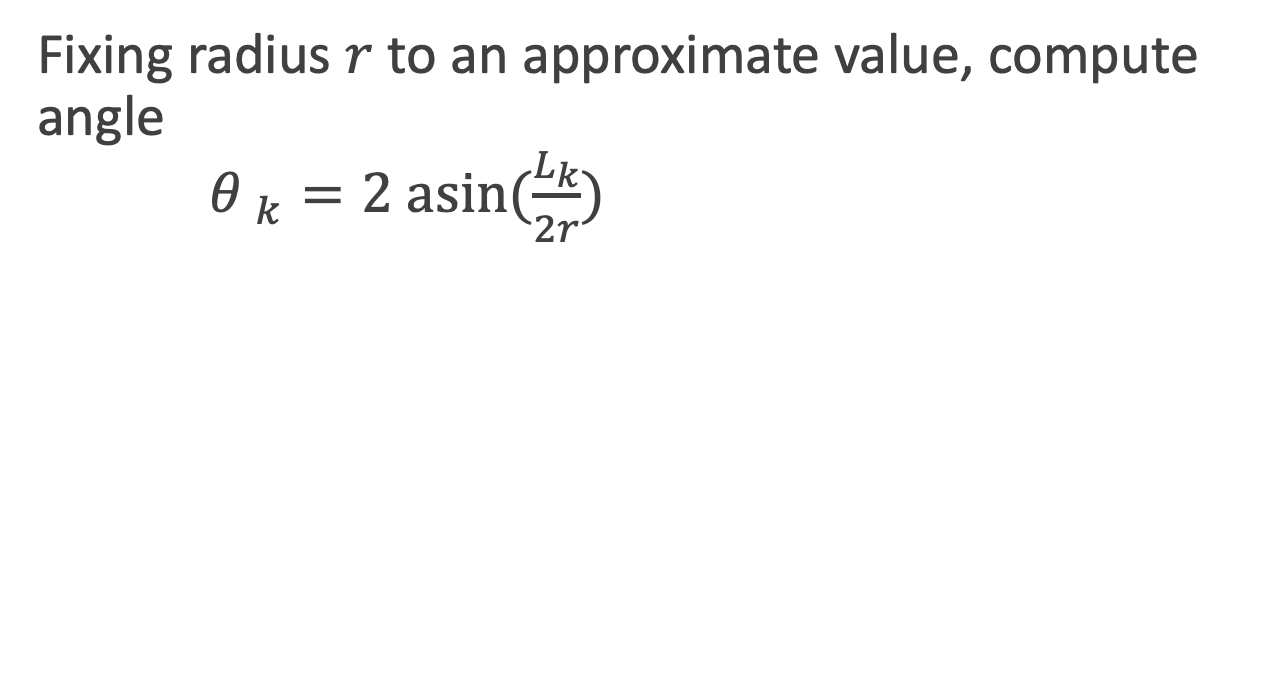 Fixing radius r to an approximate value, compute
angle
θ k = 2 asin(Lk/2r)